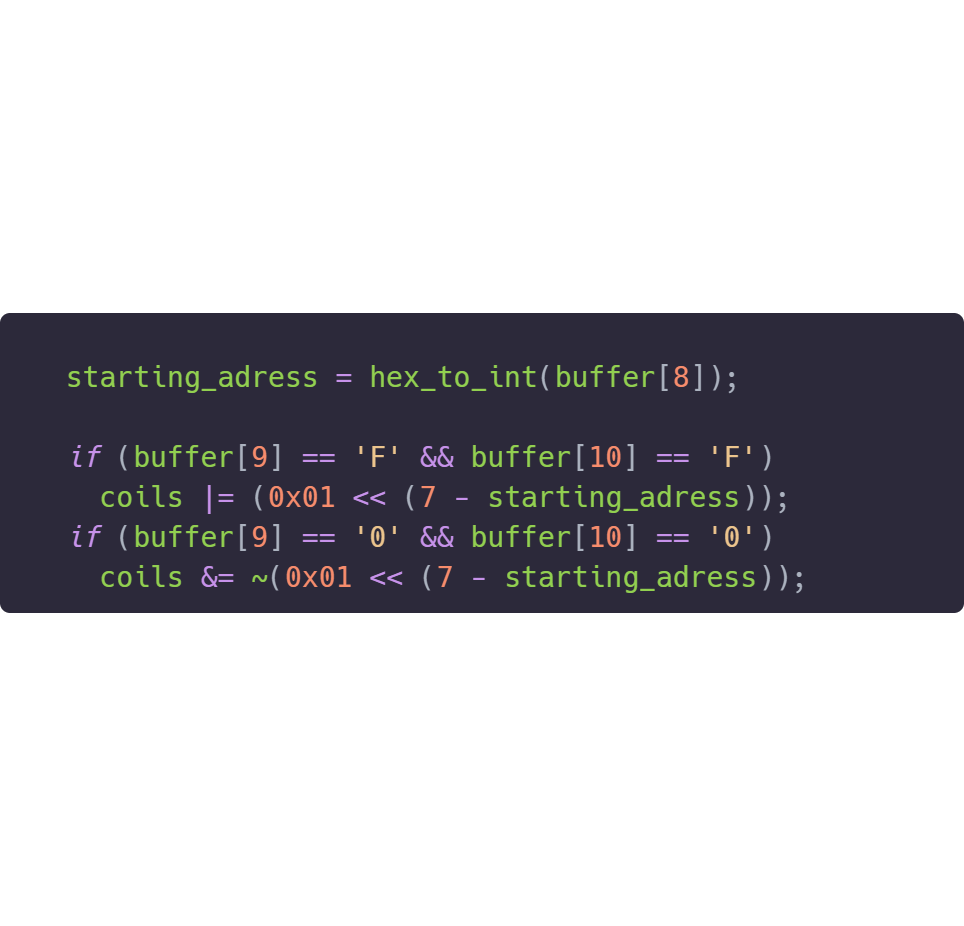 starting_adress = hex_to_int(buffer[8]);
if (buffer[9] == 'F' && buffer[10] == 'F')
coils |= (0x01 << (7 - starting_adress));
if (buffer[9] == '0' && buffer[10] == '0')
coils &= ~(0x01 << (7 - starting_adress));